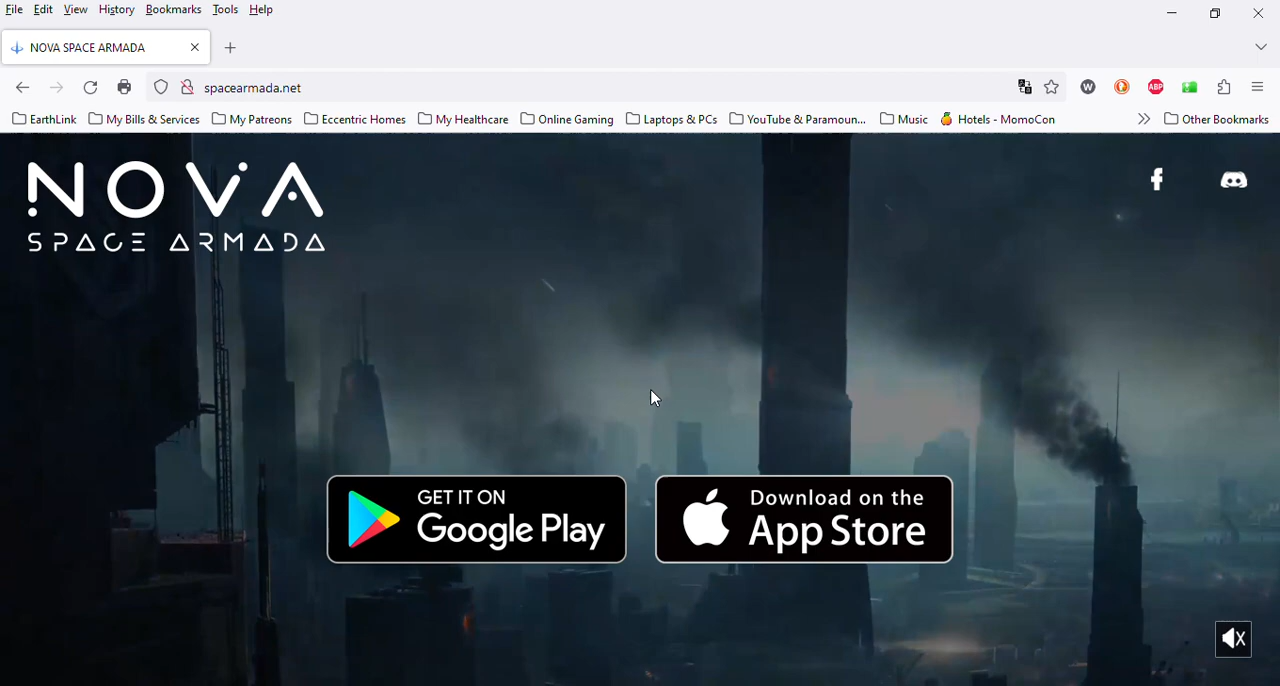 File Edit View History Bookmarks Tools Help
NOVA SPACE ARMADA
spacearmada.net
W
ABP
EarthLink My Bills & Services My Patreons Eccentric Homes My Healthcare Online Gaming Laptops & PCs YouTube & Paramoun... Music Hotels - MomoCon Other Bookmarks
NOVA
SPACE ARMADA
GET IT ON
Google Play
Download on the
App Store